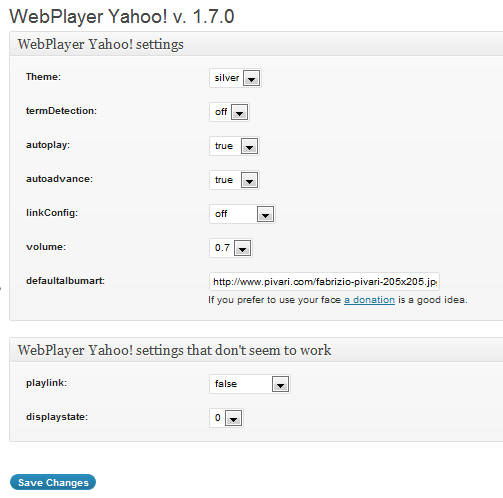 WebPlayer Yahoo! v. 1.7.0
WebPlayer Yahoo! settings
Theme: silver
termDetection: off
autoplay: true
autoadvance: true
linkConfig: off
volume: 0.7
defaultalbumart: http://www.pivari.com/fabrizio-pivari-205x205.jp
If you prefer to use your face a donation is a good idea.
WebPlayer Yahoo! settings that don't seem to work
playlink: false
displaystate: 0
Save Changes